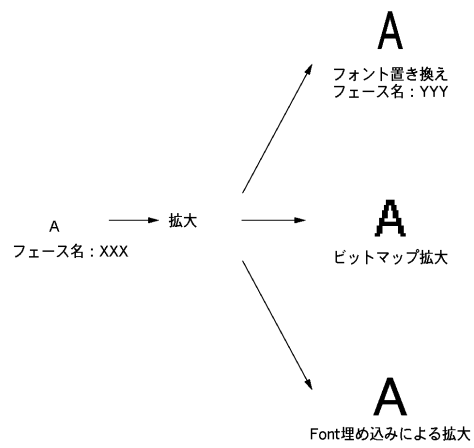 A
フォント置き換え
フェース名：YYY
A
フェース名：XXX
拡大
A
ビットマップ拡大
A
Font埋め込みによる拡大